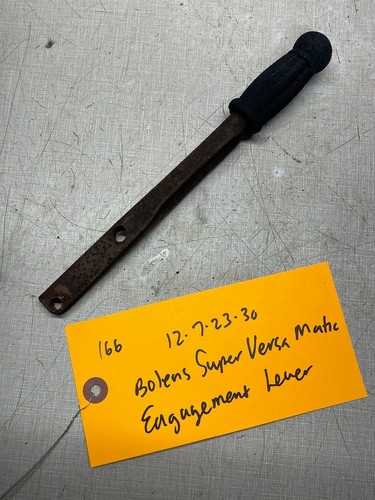 166 12.7.23.30
Bolens Super Versa Matic
Engagement Lever